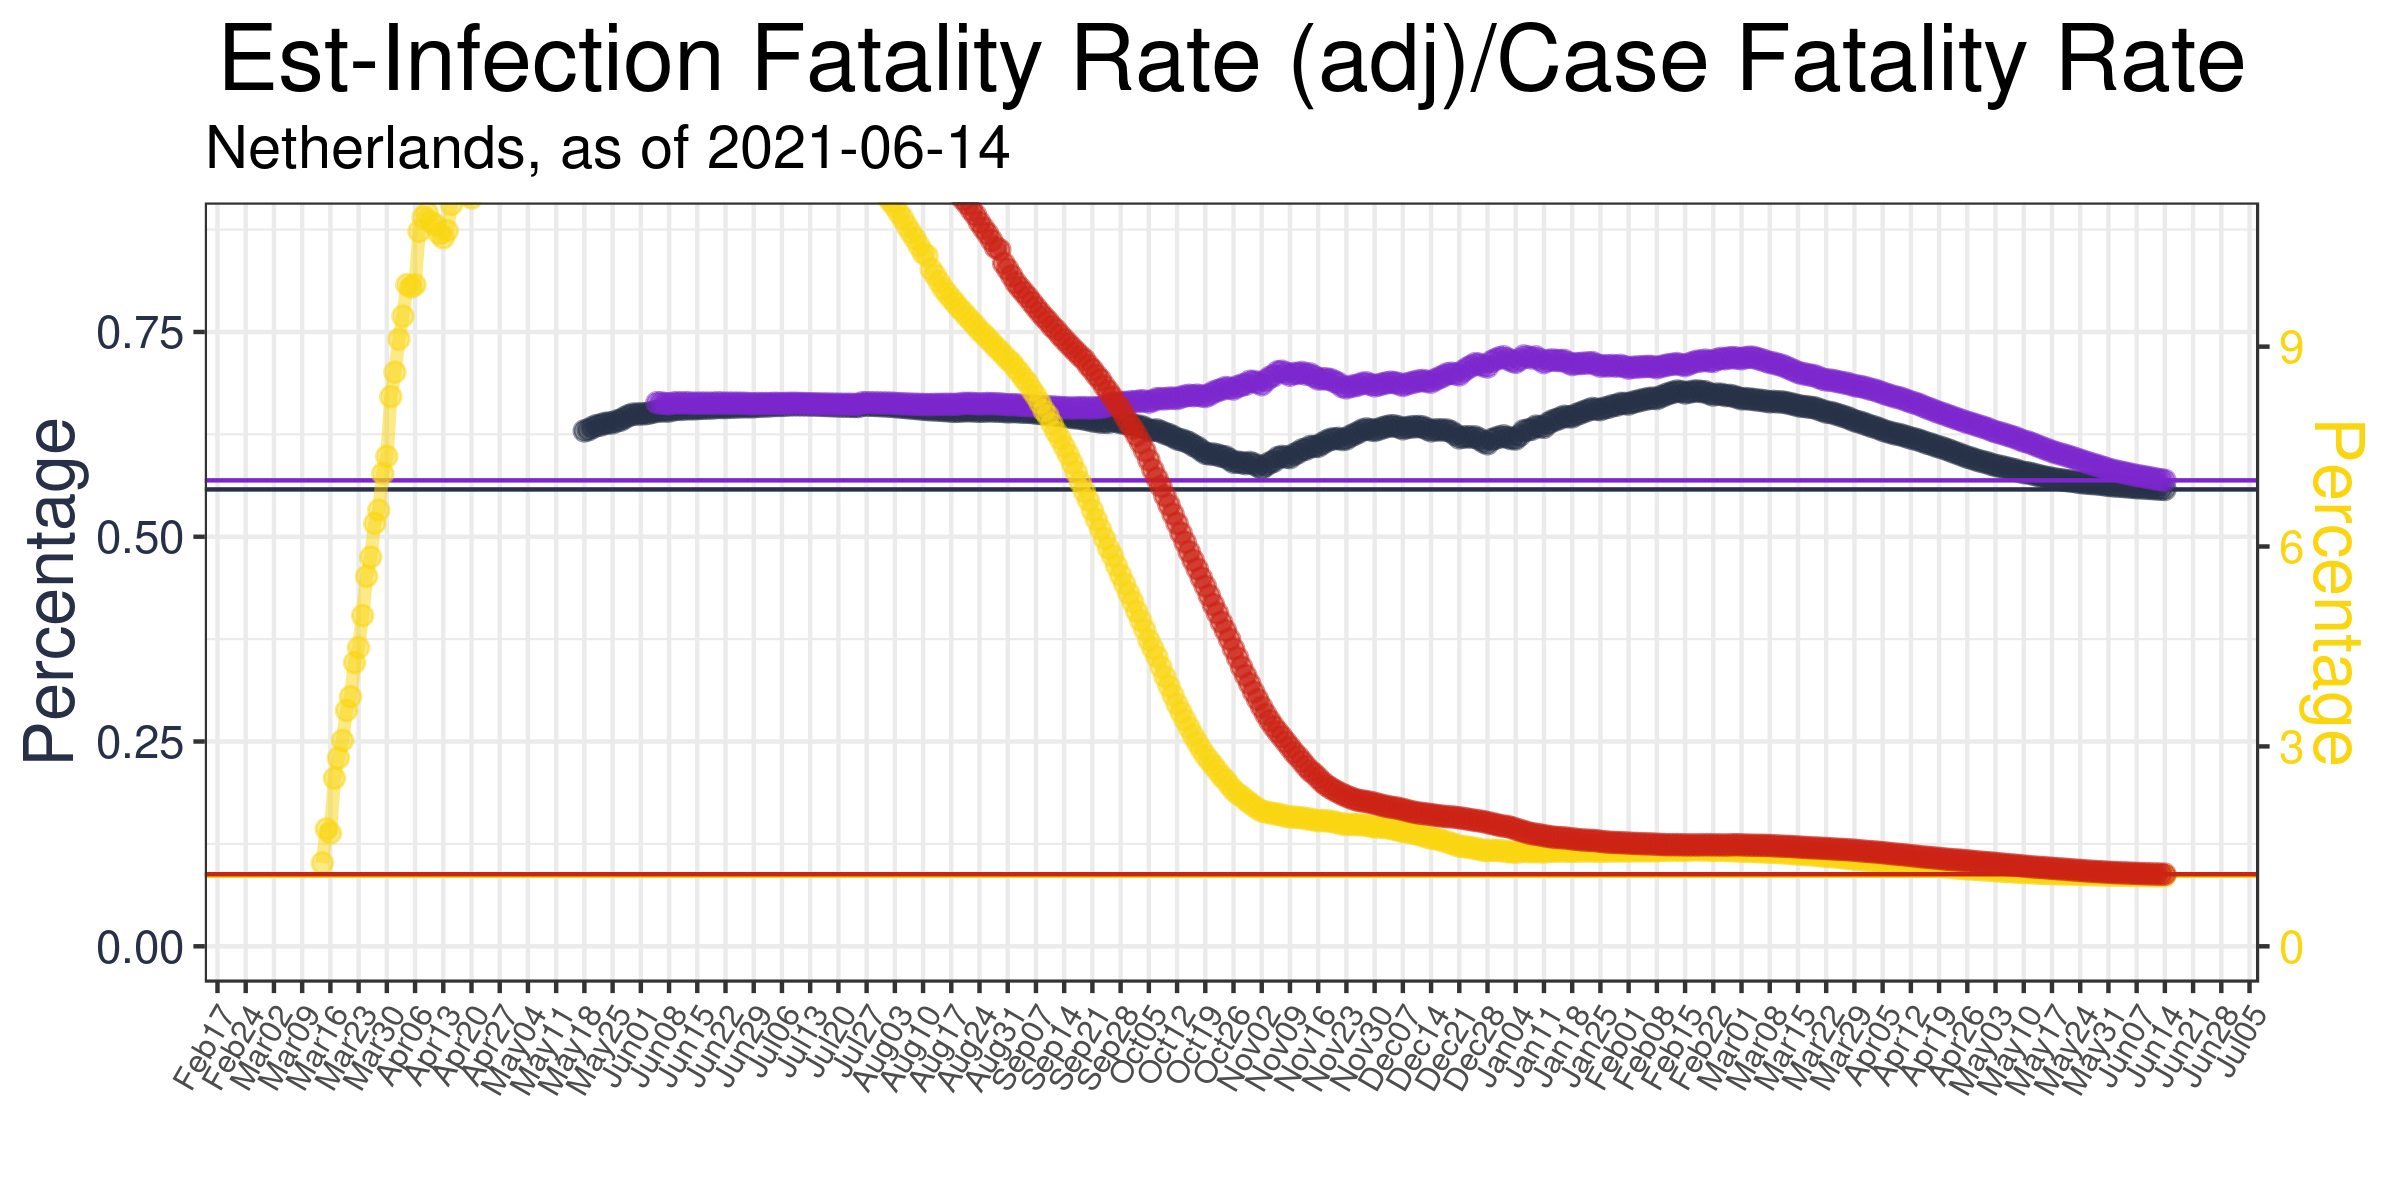 Est-Infection Fatality Rate (adj)/Case Fatality Rate
Netherlands, as of 2021-06-14
Percentage
0.75
0.50
0.25
0.00
9
6
3
0
Percentage
Feb17
Feb24
Mar02
Mar09
Mar16
Mar23
Mar30
Apr06
Apr13
Apr20
Apr27
May04
May11
May18
May25
Jun01
Jun08
Jun15
Jun22
Jun29
Jul06
Jul13
Jul20
Jul27
Aug03
Aug10
Aug17
Aug24
Aug31
Sep07
Sep14
Sep21
Sep28
Oct05
Oct12
Oct19
Oct26
Nov02
Nov09
Nov16
Nov23
Nov30
Dec07
Dec14
Dec21
Dec28
Jan04
Jan11
Jan18
Jan25
Feb01
Feb08
Feb15
Feb22
Mar01
Mar08
Mar15
Mar22
Mar29
Apr05
Apr12
Apr19
Apr26
May03
May10
May17
May24
May31
Jun07
Jun14
Jun21
Jun28
Jul05